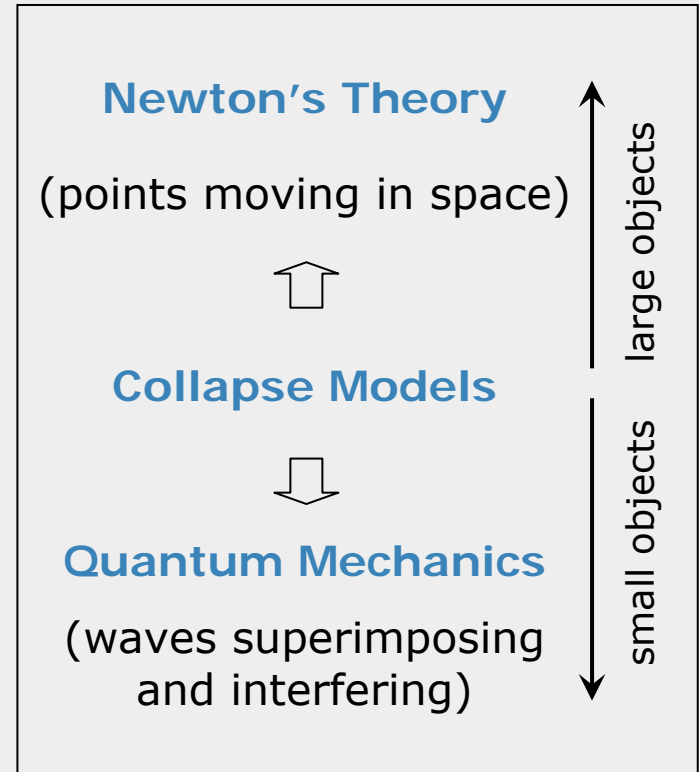 Newton's Theory
(points moving in space)
Collapse Models
Quantum Mechanics
(waves superimposing
and interfering)
large objects
small objects